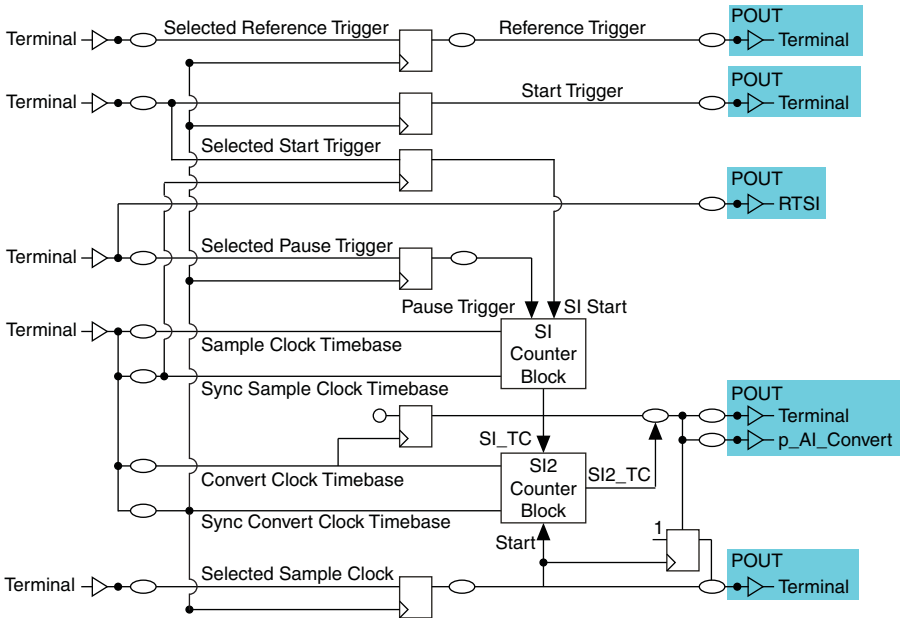 POUT
Terminal Selected Reference Trigger Reference Trigger Terminal
POUT
Terminal Start Trigger Terminal
Selected Start Trigger
POUT
RTSI
Terminal Selected Pause Trigger
Pause Trigger SI Start
Terminal SI
Counter
Block
Sample Clock Timebase
Sync Sample Clock Timebase
POUT
Terminal
p_AI_Convert
SI_TC
SI2
Counter
Block
SI2_TC
Convert Clock Timebase
Sync Convert Clock Timebase
Start
1
POUT
Terminal Selected Sample Clock Terminal